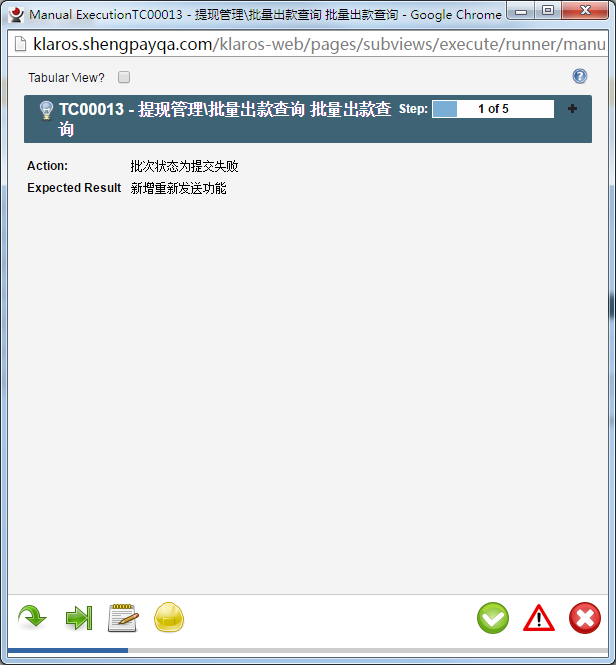 Manual ExecutionTC00013 - 提现管理\批量出款查询 批量出款查询 - Google Chrome
klaros.shengpayqa.com/klaros-web/pages/subviews/execute/runner/manu
Tabular View?
TC00013 - 提现管理\批量出款查询 批量出款查
询
Step: 1 of 5
Action: 批次状态为提交失败
Expected Result 新增重新发送功能